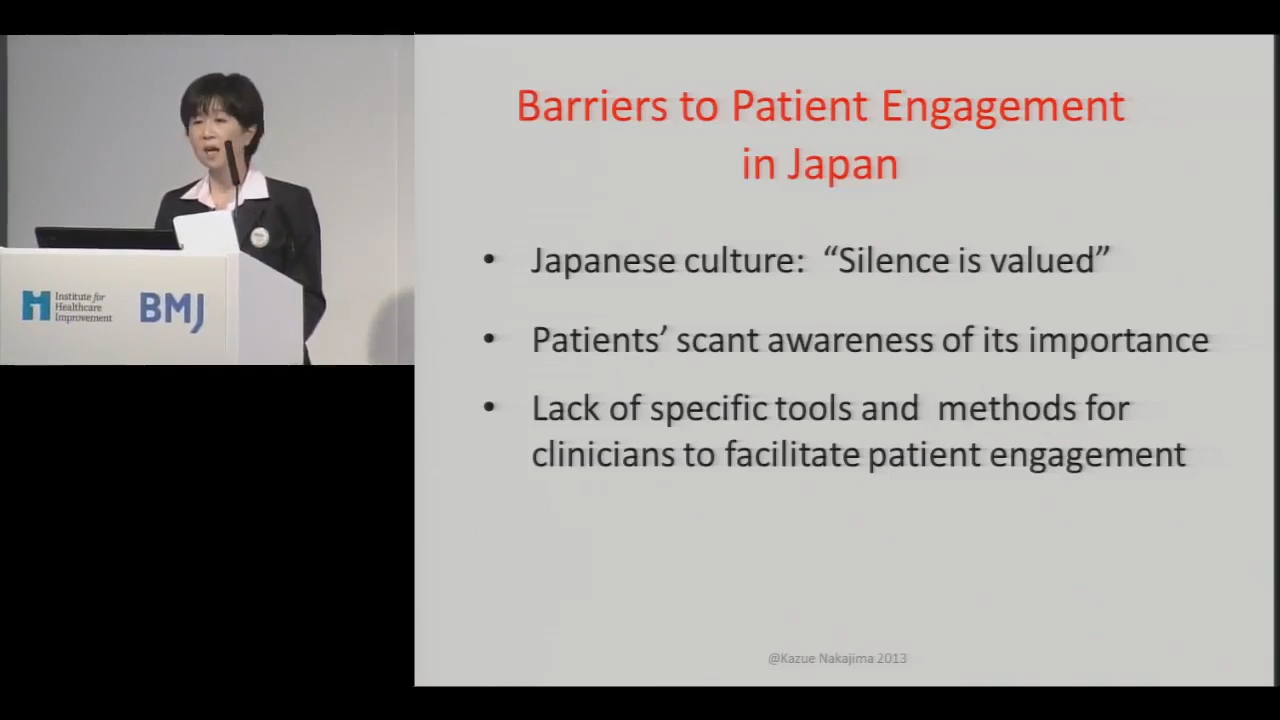 Barriers to Patient Engagement
in Japan
• Japanese culture: “Silence is valued”
• Patients’ scant awareness of its importance
• Lack of specific tools and methods for
clinicians to facilitate patient engagement
@Kazue Nakajima 2013
Institute for
Healthcare
Improvement
BMJ